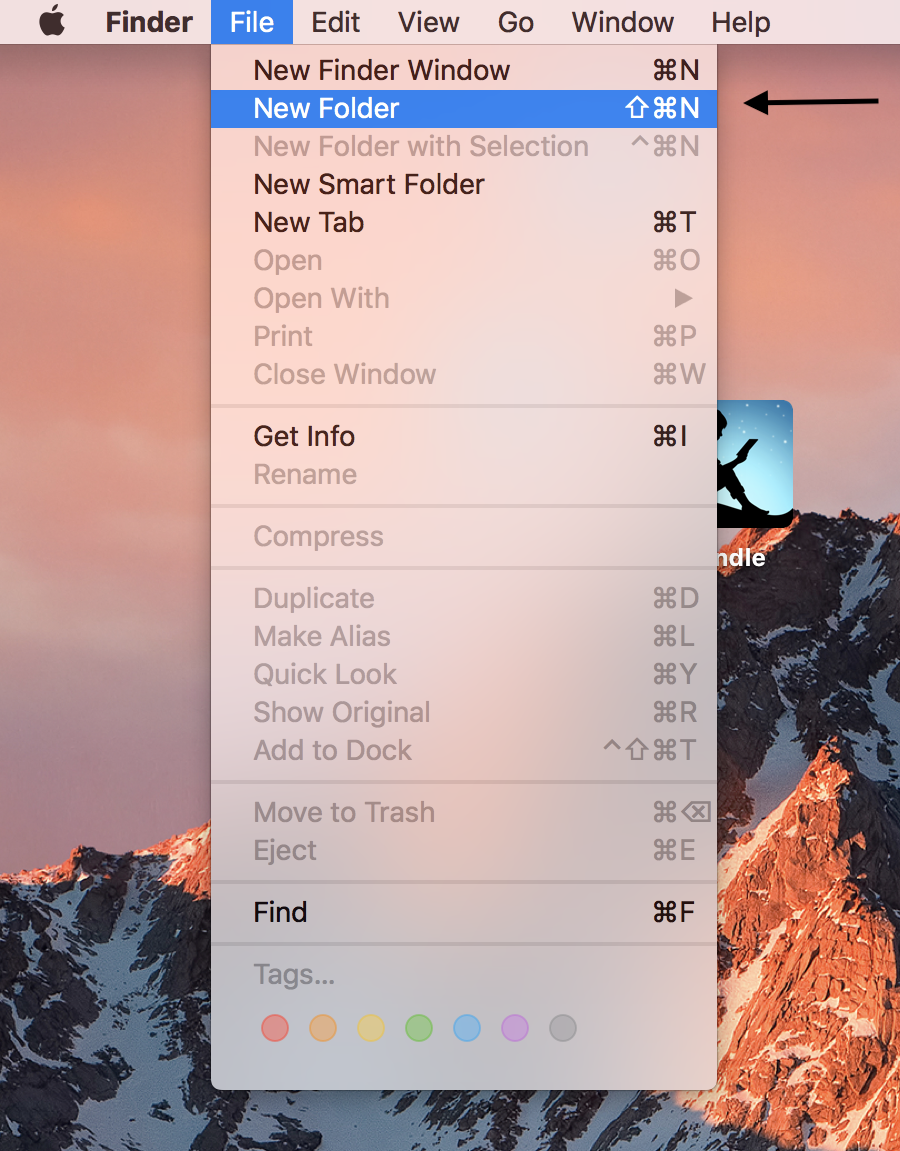 Finder File Edit View Go Window Help
New Finder Window ⌘N
New Folder ⇧⌘N
New Folder with Selection ^⌘N
New Smart Folder
New Tab ⌘T
Open ⌘O
Open With ▶
Print ⌘P
Close Window ⌘W
Get Info ⌘I
Rename
ndle
Compress
Duplicate ⌘D
Make Alias ⌘L
Quick Look ⌘Y
Show Original ⌘R
Add to Dock ^⇧⌘T
Move to Trash ⌘⌫
Eject ⌘E
Find ⌘F
Tags...